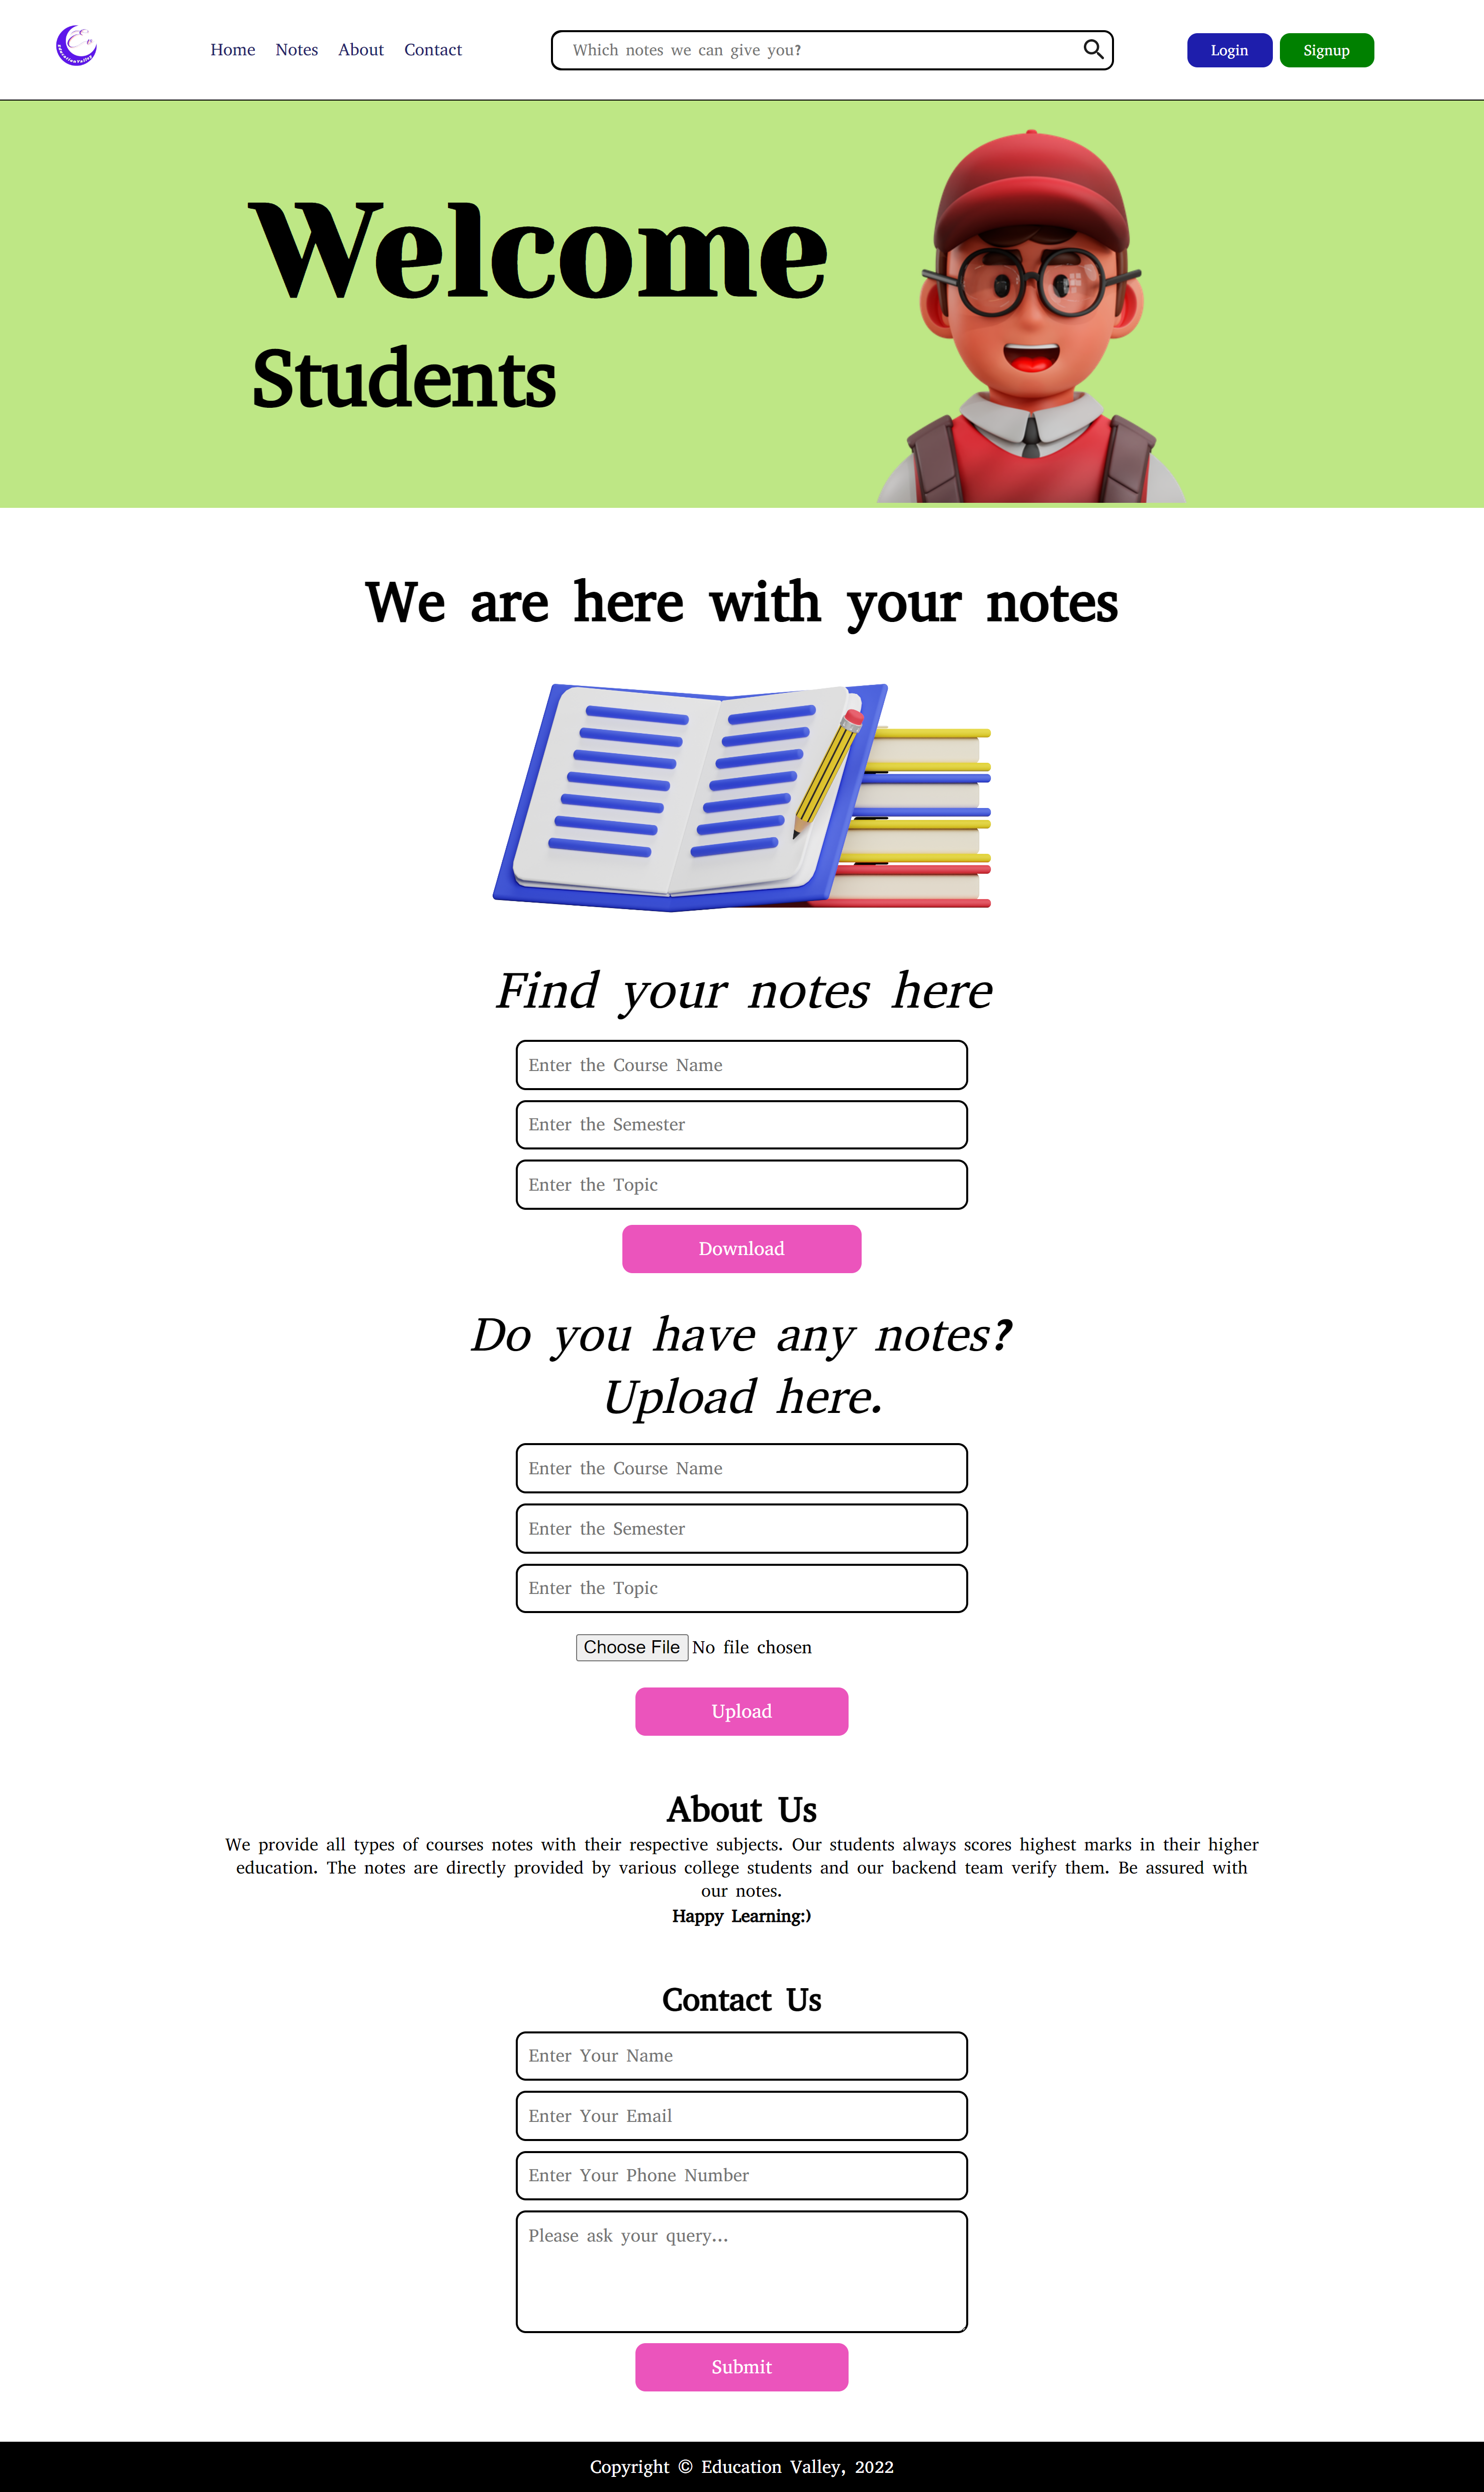 Home Notes About Contact
Which notes we can give you?
Login Signup
Welcome
Students
We are here with your notes
Find your notes here
Enter the Course Name
Enter the Semester
Enter the Topic
Download
Do you have any notes?
Upload here.
Enter the Course Name
Enter the Semester
Enter the Topic
Choose File No file chosen
Upload
About Us
We provide all types of courses notes with their respective subjects. Our students always scores highest marks in their higher
education. The notes are directly provided by various college students and our backend team verify them. Be assured with
our notes.
Happy Learning:)
Contact Us
Enter Your Name
Enter Your Email
Enter Your Phone Number
Please ask your query...
Submit
Copyright © Education Valley, 2022